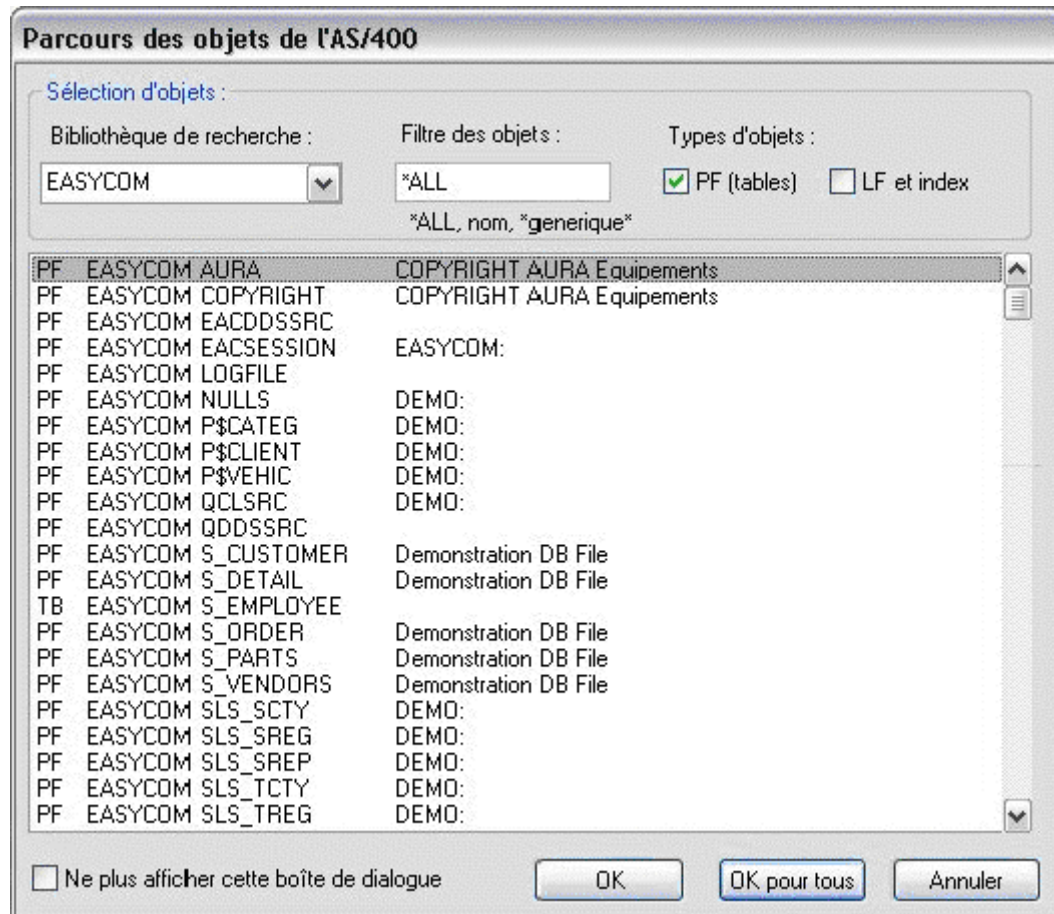 Parcours des objets de l'AS/400
Sélection d'objets :
Bibliothèque de recherche : Filtre des objets : Types d'objets :
EASYCOM *ALL PF (tables) LF et index
*ALL, nom, *generique*
PF EASYCOM AURA COPYRIGHT AURA Equipements
PF EASYCOM COPYRIGHT COPYRIGHT AURA Equipements
PF EASYCOM EACDDSSRC
PF EASYCOM EACSESSION EASYCOM:
PF EASYCOM LOGFILE
PF EASYCOM NULLS DEMO:
PF EASYCOM P$CATEG DEMO:
PF EASYCOM P$CLIENT DEMO:
PF EASYCOM P$VEHIC DEMO:
PF EASYCOM QCLSRC DEMO:
PF EASYCOM QDDSSRC
PF EASYCOM S_CUSTOMER Demonstration DB File
PF EASYCOM S_DETAIL Demonstration DB File
TB EASYCOM S_EMPLOYEE
PF EASYCOM S_ORDER Demonstration DB File
PF EASYCOM S_PARTS Demonstration DB File
PF EASYCOM S_VENDORS Demonstration DB File
PF EASYCOM SLS_SCTY DEMO:
PF EASYCOM SLS_SREG DEMO:
PF EASYCOM SLS_SREP DEMO:
PF EASYCOM SLS_TCTY DEMO:
PF EASYCOM SLS_TREG DEMO:
Ne plus afficher cette boîte de dialogue OK OK pour tous Annuler